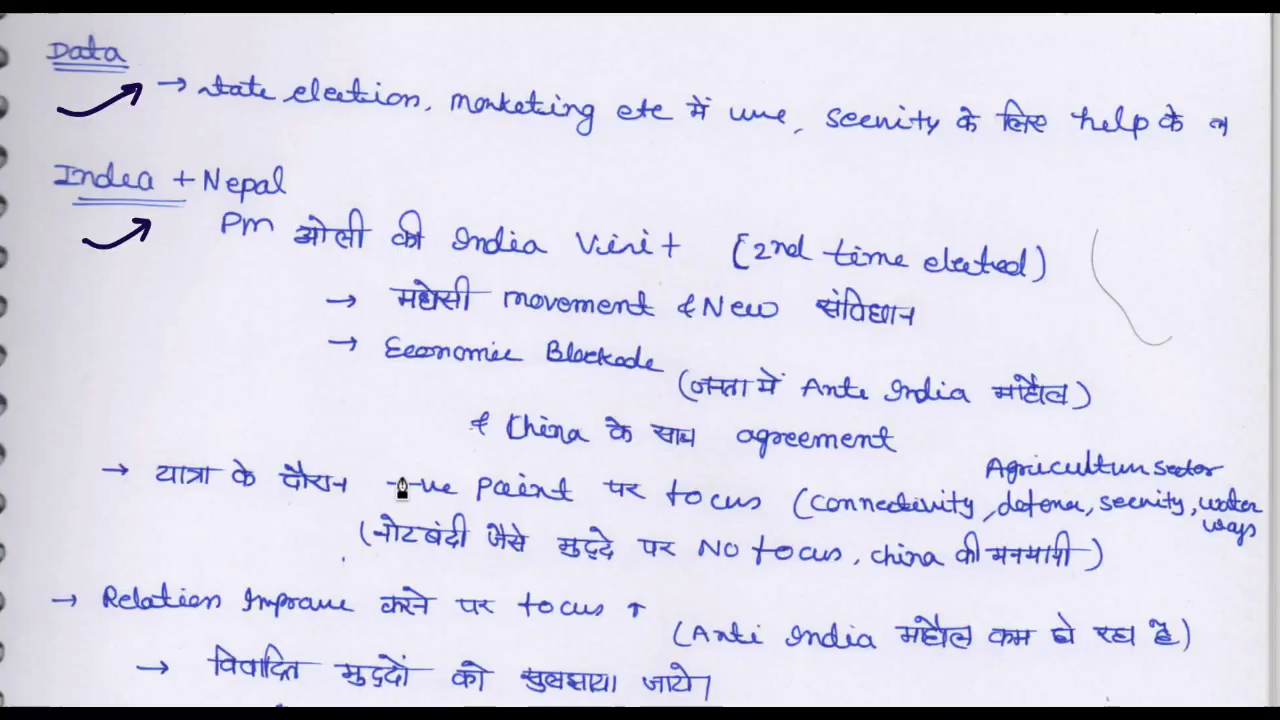 Data
→ state election, marketing etc में use, security के लिए help के
India + Nepal
PM ओली की India Visit (2nd time elected)
→ मधेसी movement & New संविधान
→ Economic Blockade
(जनता में Anti India माहौल)
& China के साथ agreement
Agriculture sector
→ यात्रा के दौरान +ve point पर focus (connectivity, defence, security, water ways
(नोटबंदी जैसे मुद्दे पर No focus, china की मनमानी)
→ Relation Improve करने पर focus ↑
(Anti India माहौल कम हो रहा है)
→ विवादित मुद्दों को सुलझाया जाये।